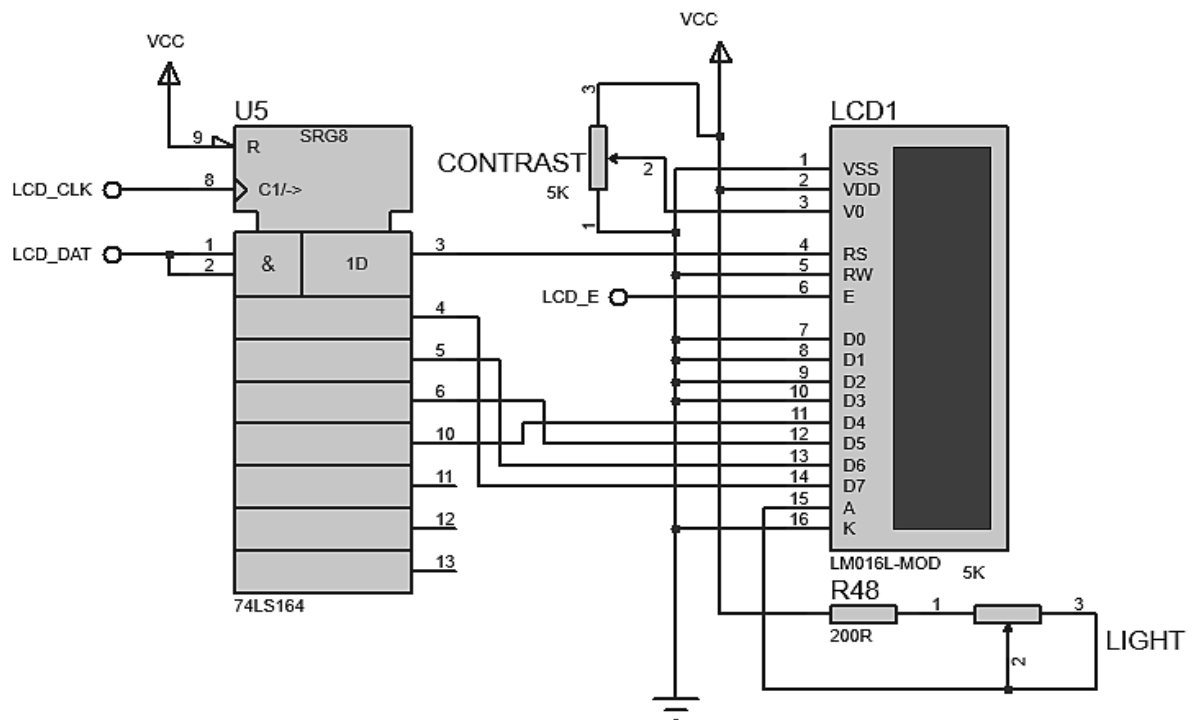 VCC
VCC
U5
SRG8
9
R
LCD_CLK
8
C1/->
LCD_DAT
1
2
&
1D
3
4
5
6
10
11
12
13
74LS164
3
CONTRAST
2
5K
1
LCD1
1
VSS
2
VDD
3
V0
4
RS
5
RW
LCD_E
6
E
7
D0
8
D1
9
D2
10
D3
11
D4
12
D5
13
D6
14
D7
15
A
16
K
LM016L-MOD
5K
R48
200R
1
3
2
LIGHT